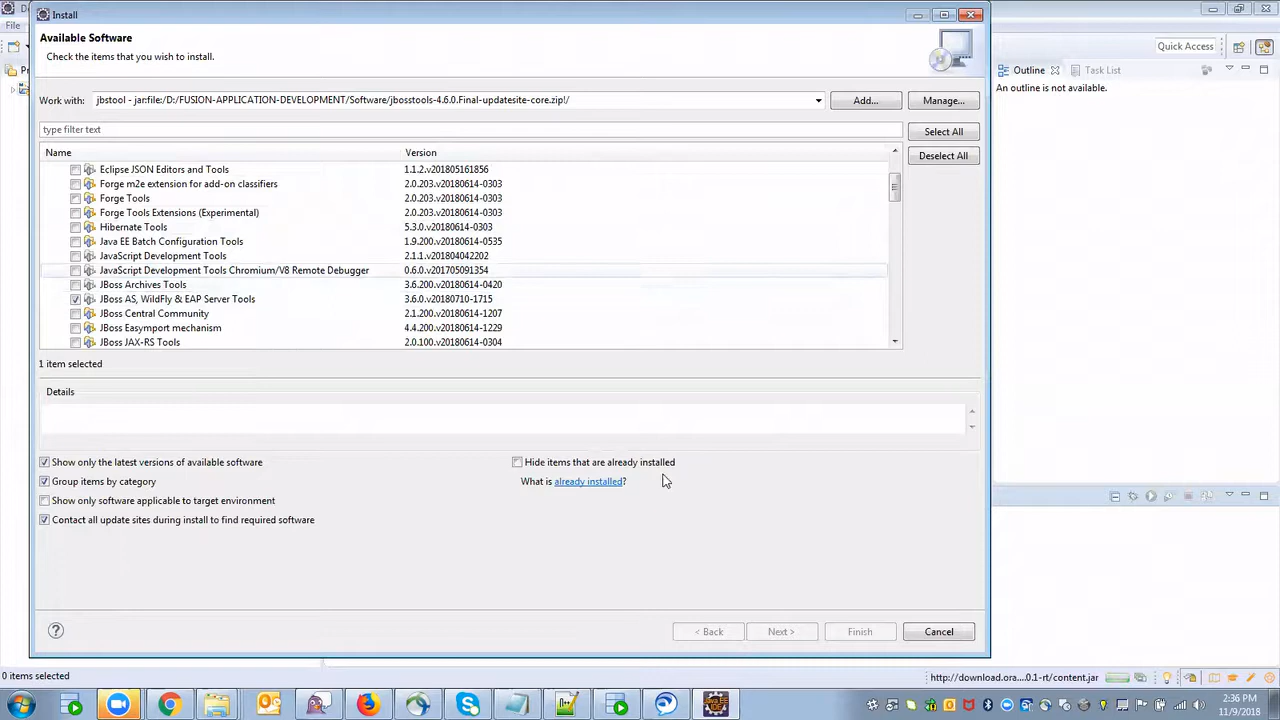 Install
Available Software
Check the items that you wish to install.
Work with: jbstool - jar:file:/D:/FUSION-APPLICATION-DEVELOPMENT/Software/jbosstools-4.6.0.Final-updatesite-core.zip!/
Add...
Manage...
type filter text
Select All
Deselect All
Name Version
Eclipse JSON Editors and Tools 1.1.2.v201805161856
Forge m2e extension for add-on classifiers 2.0.203.v20180614-0303
Forge Tools 2.0.203.v20180614-0303
Forge Tools Extensions (Experimental) 2.0.203.v20180614-0303
Hibernate Tools 5.3.0.v20180614-0303
Java EE Batch Configuration Tools 1.9.200.v20180614-0535
JavaScript Development Tools 2.1.1.v201804042202
JavaScript Development Tools Chromium/V8 Remote Debugger 0.6.0.v201705091354
JBoss Archives Tools 3.6.200.v20180614-0420
JBoss AS, WildFly & EAP Server Tools 3.6.0.v20180710-1715
JBoss Central Community 2.1.200.v20180614-1207
JBoss Easymport mechanism 4.4.200.v20180614-1229
JBoss JAX-RS Tools 2.0.100.v20180614-0304
1 item selected
Details
Show only the latest versions of available software
Hide items that are already installed
Group items by category
What is already installed?
Show only software applicable to target environment
Contact all update sites during install to find required software
< Back
Next >
Finish
Cancel
File
Quick Access
Outline
Task List
An outline is not available.
0 items selected
http://download.ora....0.1-rt/content.jar
2:36 PM
11/9/2018